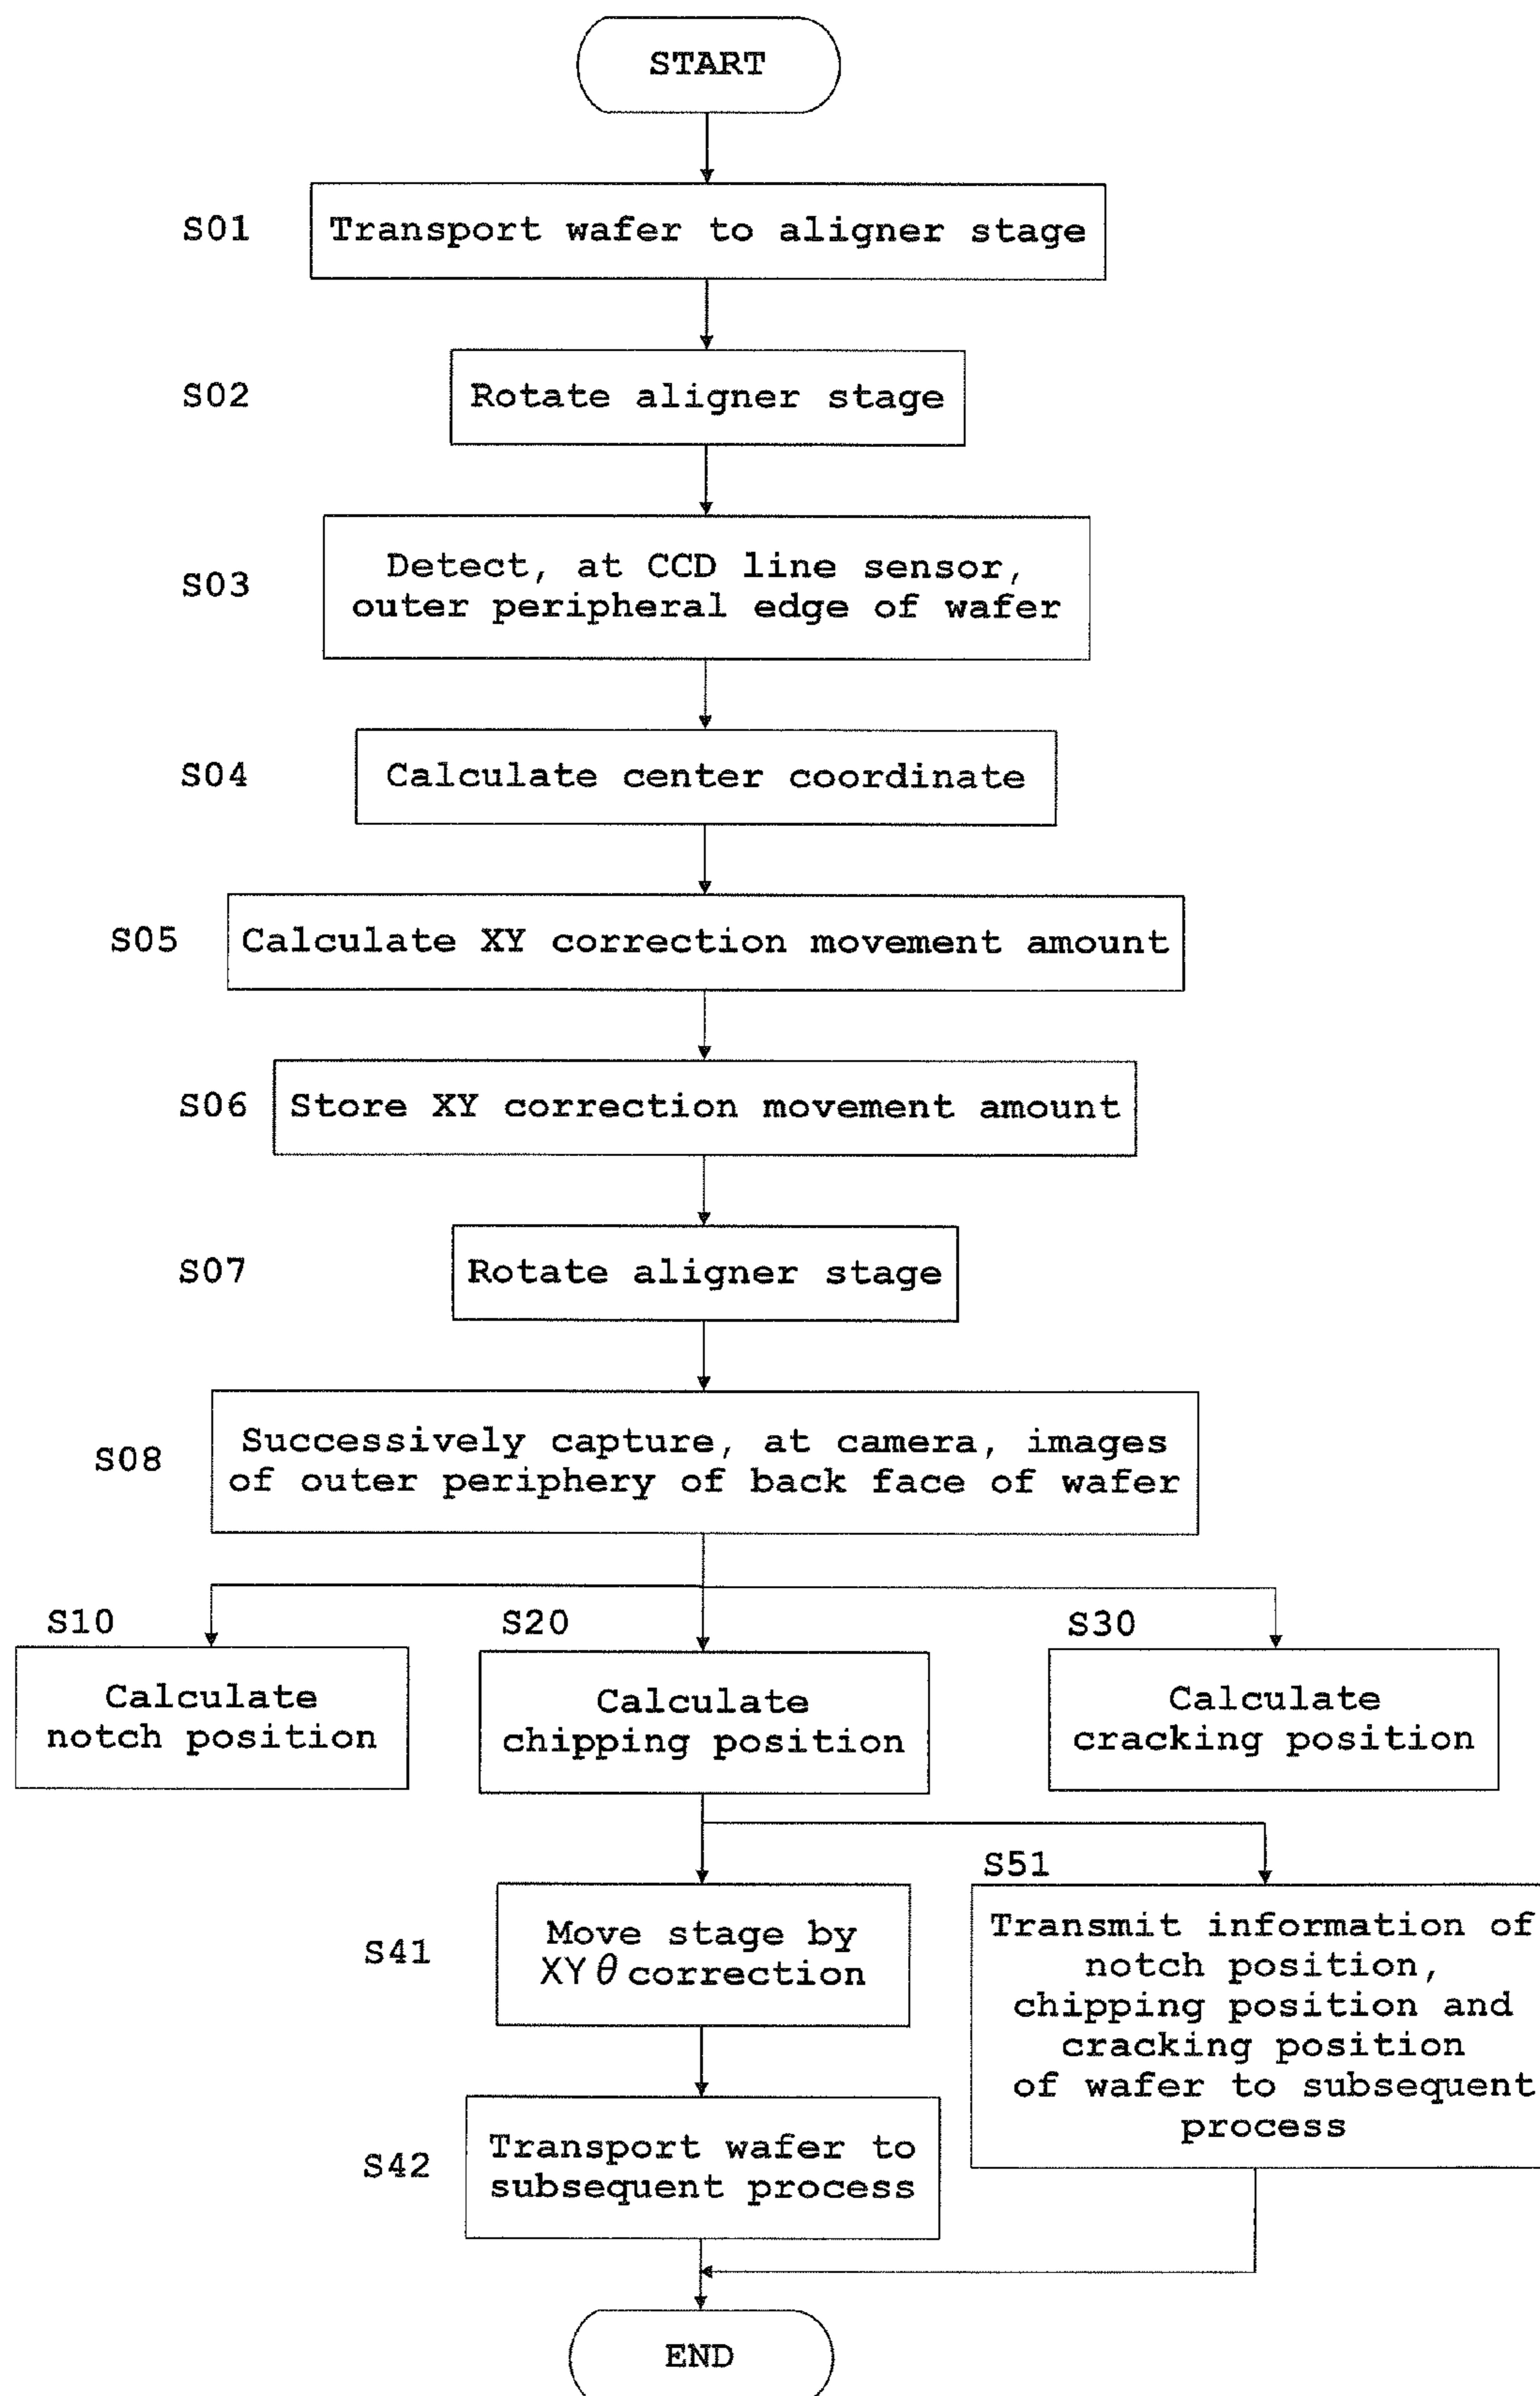 START
S01
Transport wafer to aligner stage
S02
Rotate aligner stage
S03
Detect, at CCD line sensor,
outer peripheral edge of wafer
S04
Calculate center coordinate
S05
Calculate XY correction movement amount
S06
Store XY correction movement amount
S07
Rotate aligner stage
S08
Successively capture, at camera, images
of outer periphery of back face of wafer
S10
Calculate
notch position
S20
Calculate
chipping position
S30
Calculate
cracking position
S41
Move stage by
XYθ correction
S51
Transmit information of
notch position,
chipping position and
cracking position
of wafer to subsequent
process
S42
Transport wafer to
subsequent process
END